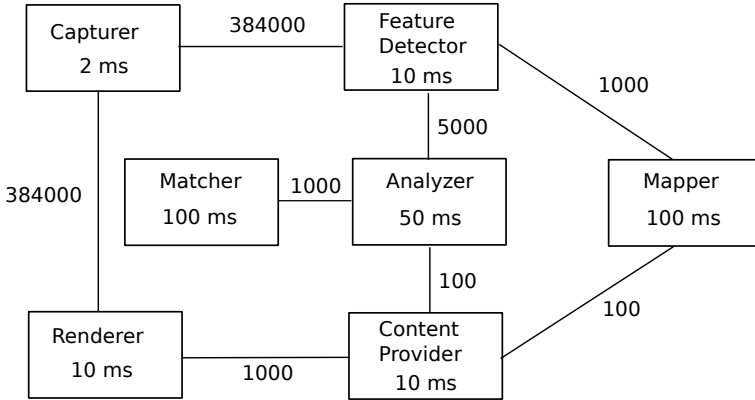 Capturer
2 ms
384000
Feature
Detector
10 ms
1000
5000
384000
Matcher
100 ms
1000
Analyzer
50 ms
Mapper
100 ms
100
100
Renderer
10 ms
1000
Content
Provider
10 ms